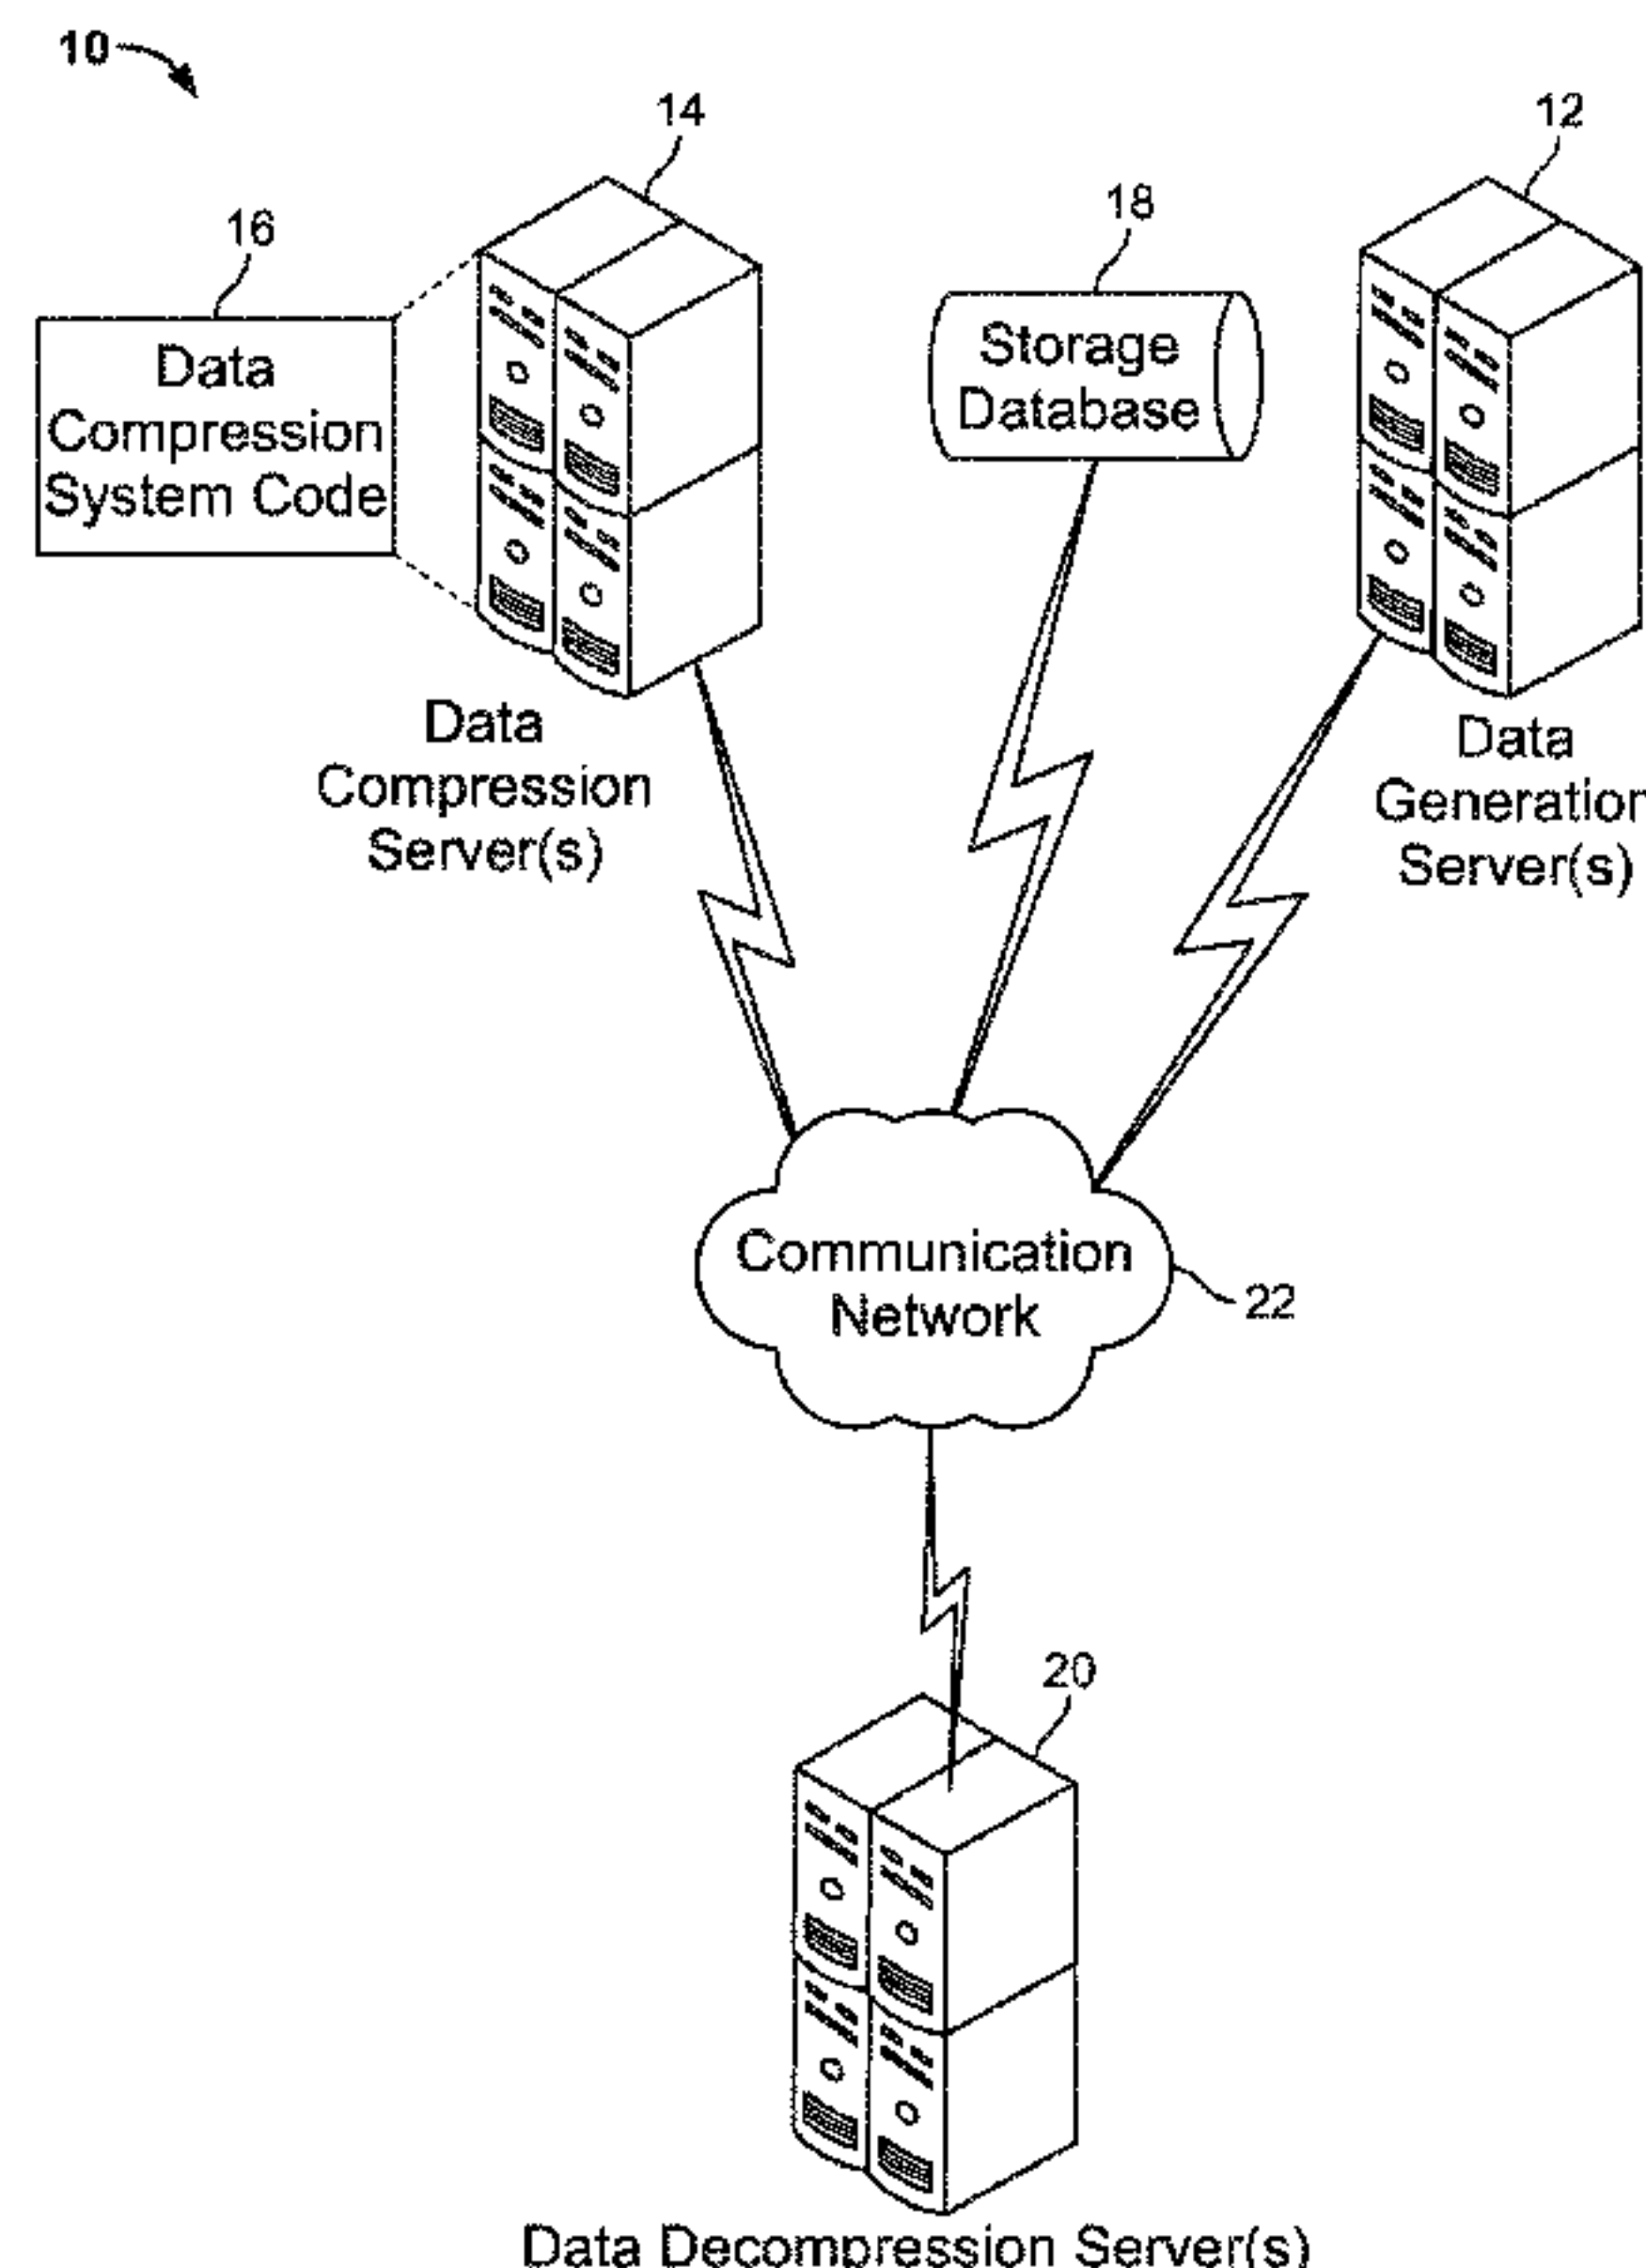 10
14
12
16
18
Data
Compression
System Code
Storage
Database
Data
Compression
Server(s)
Data
Generation
Server(s)
Communication
Network
22
20
Data Decompression Server(s)